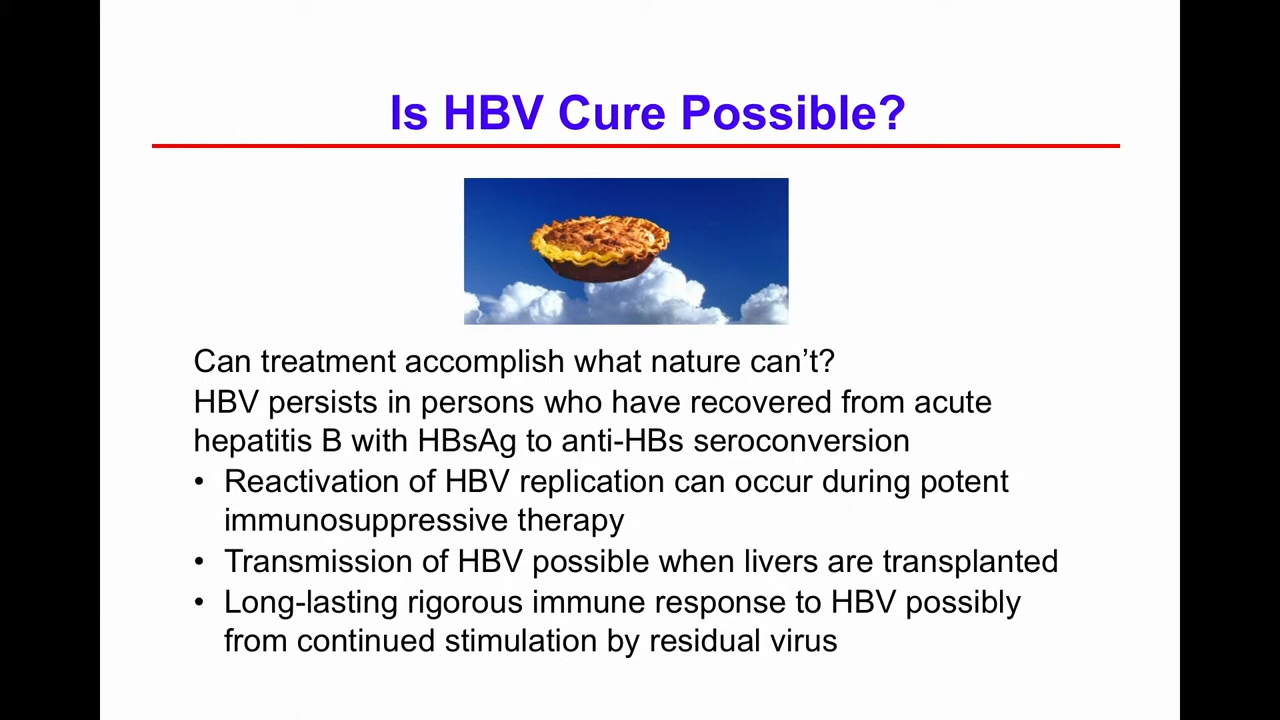 Is HBV Cure Possible?
Can treatment accomplish what nature can’t?
HBV persists in persons who have recovered from acute
hepatitis B with HBsAg to anti-HBs seroconversion
• Reactivation of HBV replication can occur during potent
immunosuppressive therapy
• Transmission of HBV possible when livers are transplanted
• Long-lasting rigorous immune response to HBV possibly
from continued stimulation by residual virus